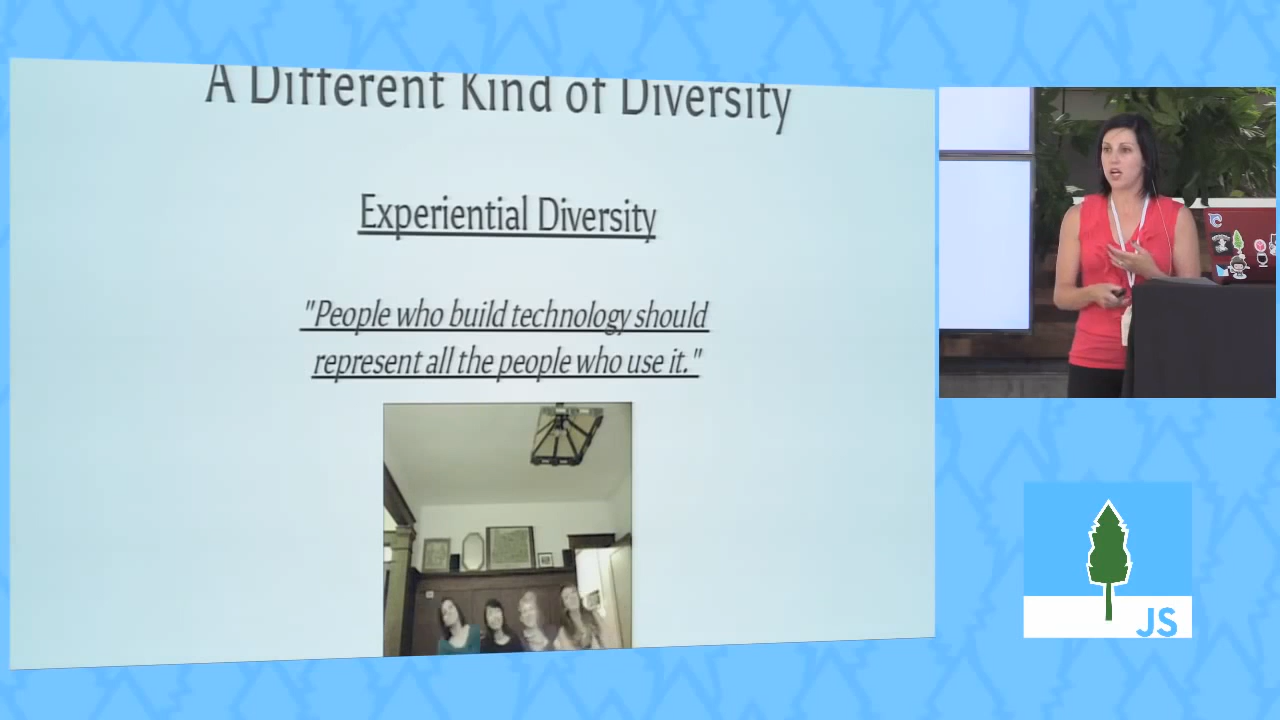 A Different Kind of Diversity
Experiential Diversity
"People who build technology should
represent all the people who use it."
JS